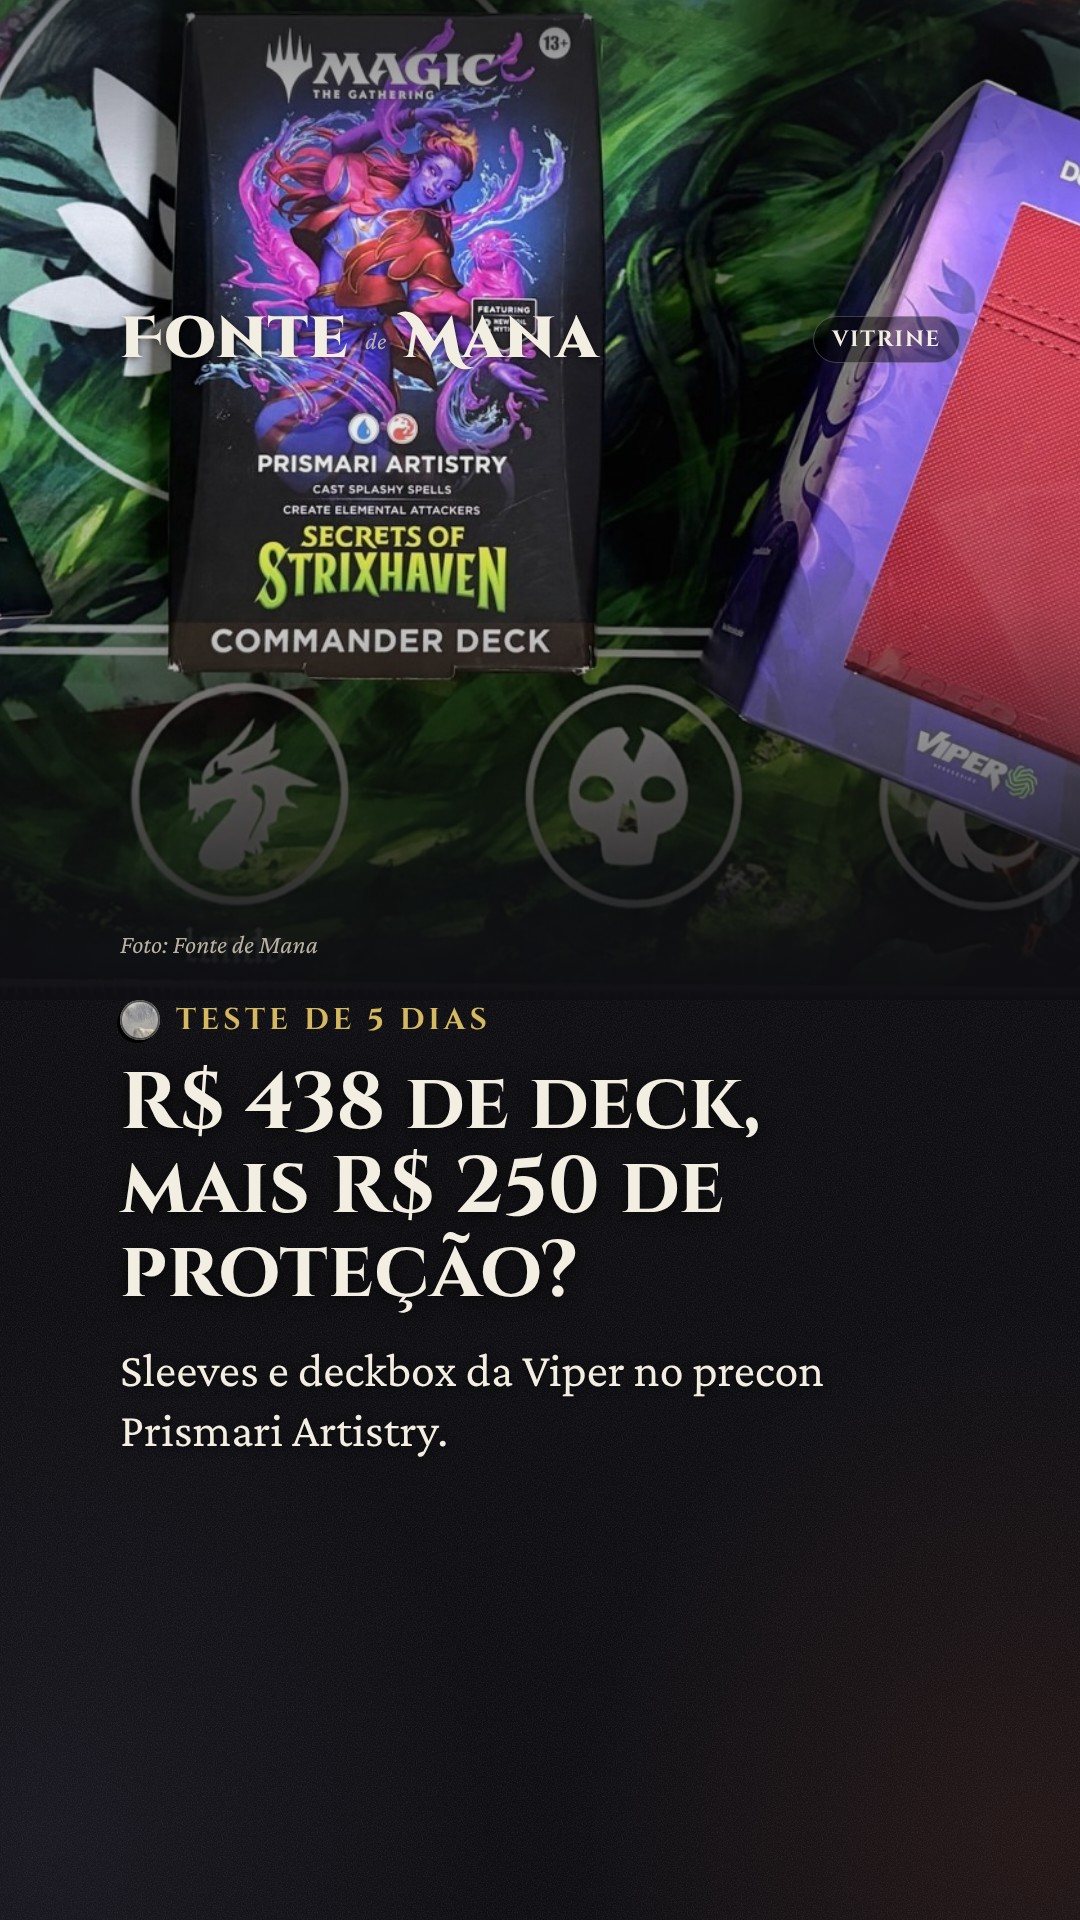 MAGIC
THE GATHERING
13+
FEATURING
FONTE de MANA
VITRINE
PRISMARI ARTISTRY
CAST SPLASHY SPELLS
CREATE ELEMENTAL ATTACKERS
SECRETS OF
STRIXHAVEN
COMMANDER DECK
VIPER
Foto: Fonte de Mana
TESTE DE 5 DIAS
R$ 438 DE DECK,
MAIS R$ 250 DE
PROTEÇÃO?
Sleeves e deckbox da Viper no precon
Prismari Artistry.